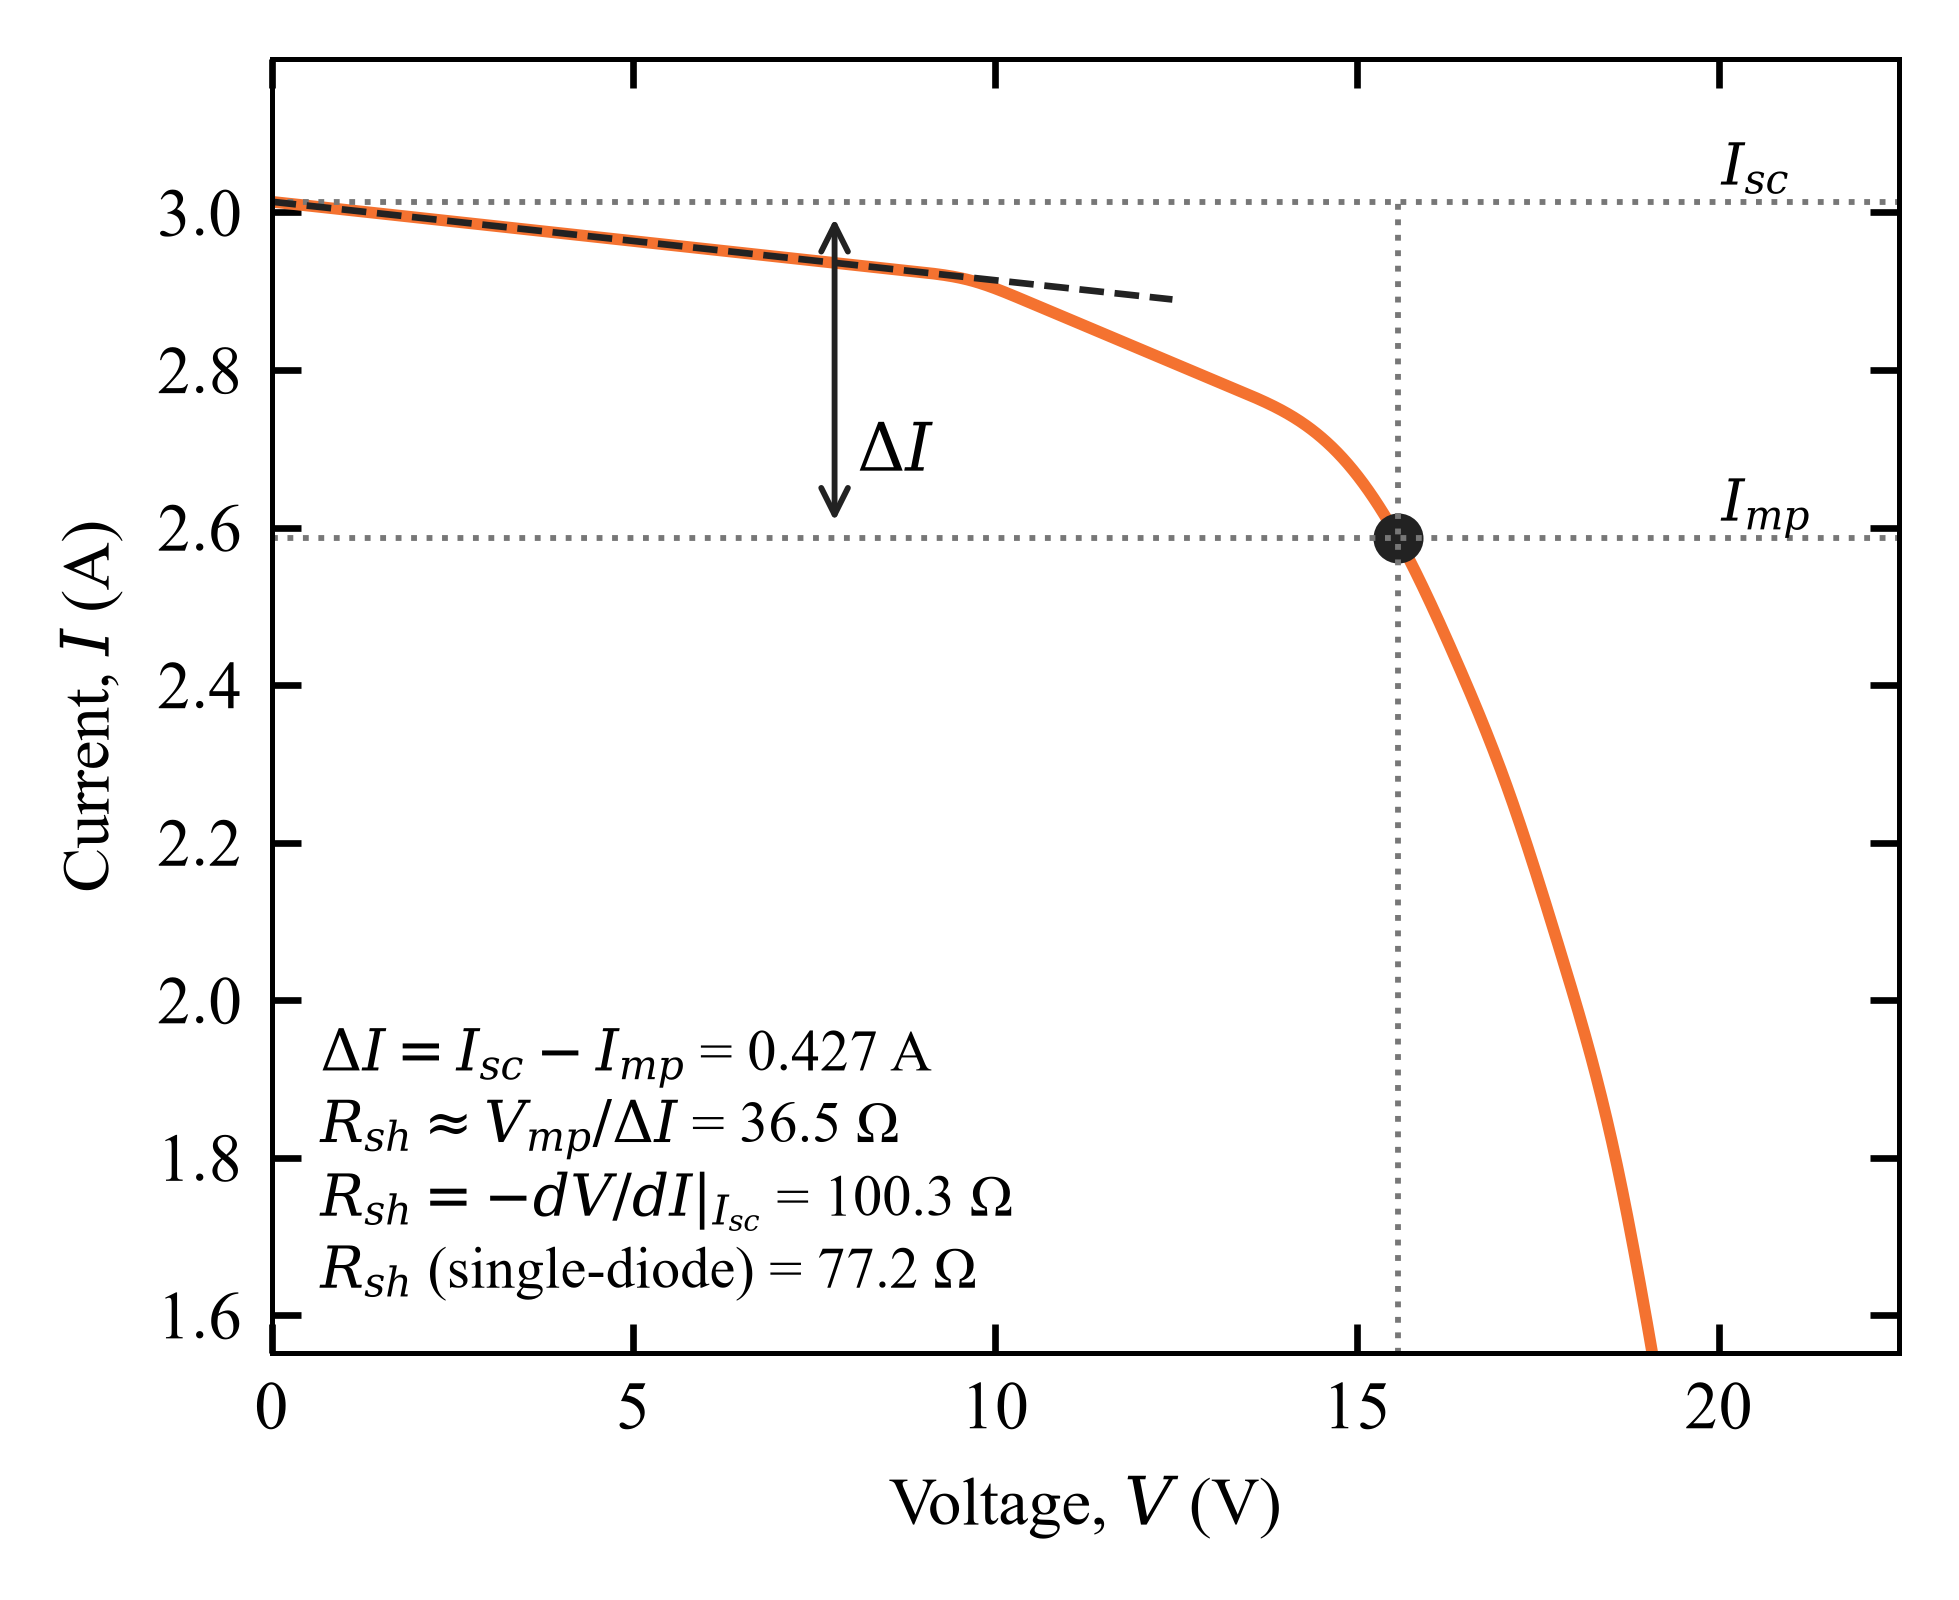 I_sc
3.0
2.8
ΔI
I_mp
2.6
2.4
2.2
2.0
1.8
1.6
Current, I (A)
ΔI = I_sc − I_mp = 0.427 A
R_sh ≈ V_mp/ΔI = 36.5 Ω
R_sh = −dV/dI|_I_sc = 100.3 Ω
R_sh (single-diode) = 77.2 Ω
0 5 10 15 20
Voltage, V (V)